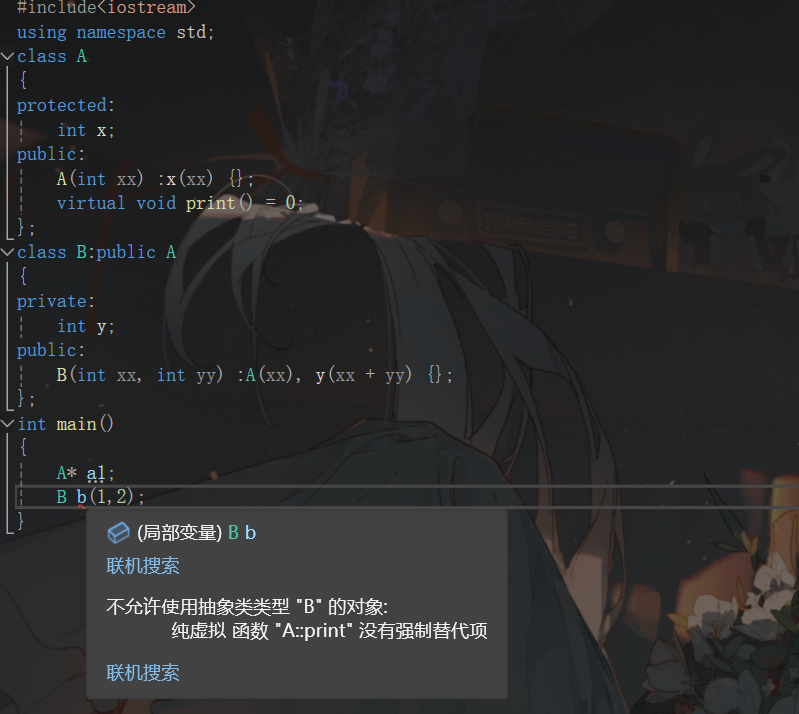 #include<iostream>
using namespace std;
class A
{
protected:
int x;
public:
A(int xx) :x(xx) {};
virtual void print() = 0;
};
class B:public A
{
private:
int y;
public:
B(int xx, int yy) :A(xx), y(xx + yy) {};
};
int main()
{
A* a1;
B b(1,2);
}
(局部变量) B b
联机搜索
不允许使用抽象类类型 "B" 的对象:
纯虚拟 函数 "A::print" 没有强制替代项
联机搜索